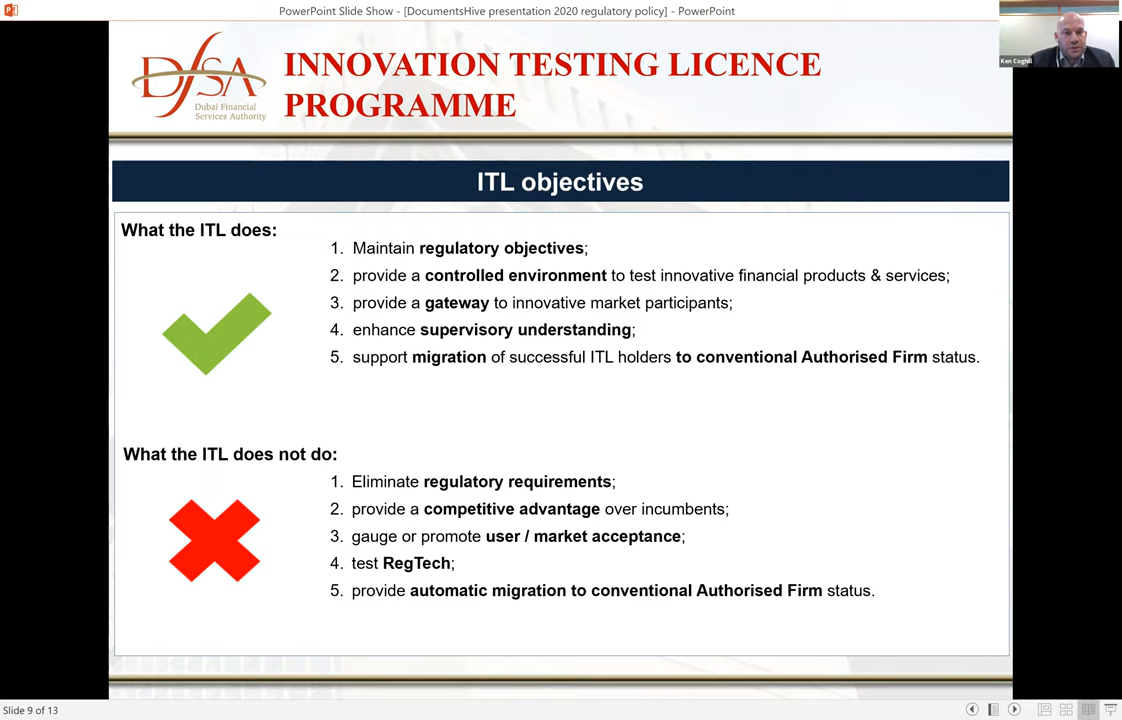 PowerPoint Slide Show - [DocumentsHive presentation 2020 regulatory policy] - PowerPoint
Ken Coghill
DFSA
Dubai Financial
Services Authority
INNOVATION TESTING LICENCE
PROGRAMME
ITL objectives
What the ITL does:
1. Maintain regulatory objectives;
2. provide a controlled environment to test innovative financial products & services;
3. provide a gateway to innovative market participants;
4. enhance supervisory understanding;
5. support migration of successful ITL holders to conventional Authorised Firm status.
What the ITL does not do:
1. Eliminate regulatory requirements;
2. provide a competitive advantage over incumbents;
3. gauge or promote user / market acceptance;
4. test RegTech;
5. provide automatic migration to conventional Authorised Firm status.
Slide 9 of 13